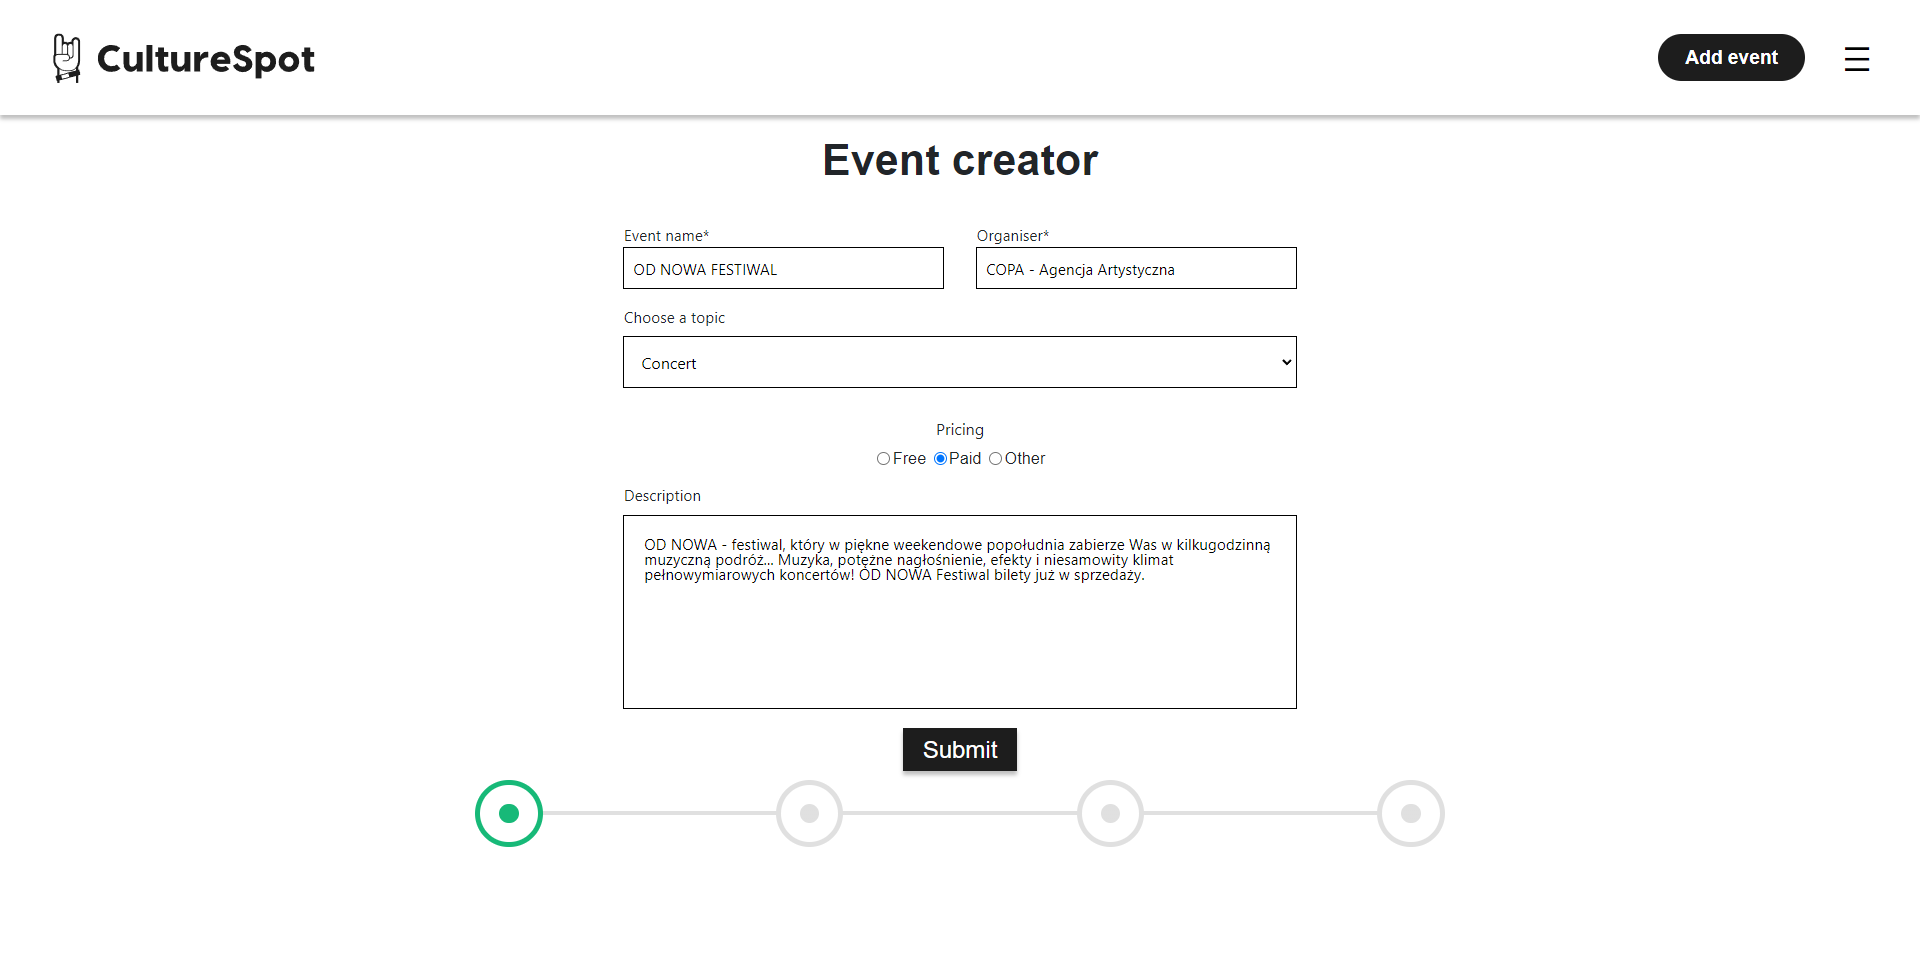 CultureSpot
Add event
Event creator
Event name*
Organiser*
OD NOWA FESTIWAL
COPA - Agencja Artystyczna
Choose a topic
Concert
Pricing
Free Paid Other
Description
OD NOWA - festiwal, który w piękne weekendowe popołudnia zabierze Was w kilkugodzinną
muzyczną podróż... Muzyka, potężne nagłośnienie, efekty i niesamowity klimat
pełnowymiarowych koncertów! OD NOWA Festiwal bilety już w sprzedaży.
Submit